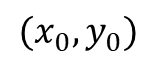 (x₀, y₀)